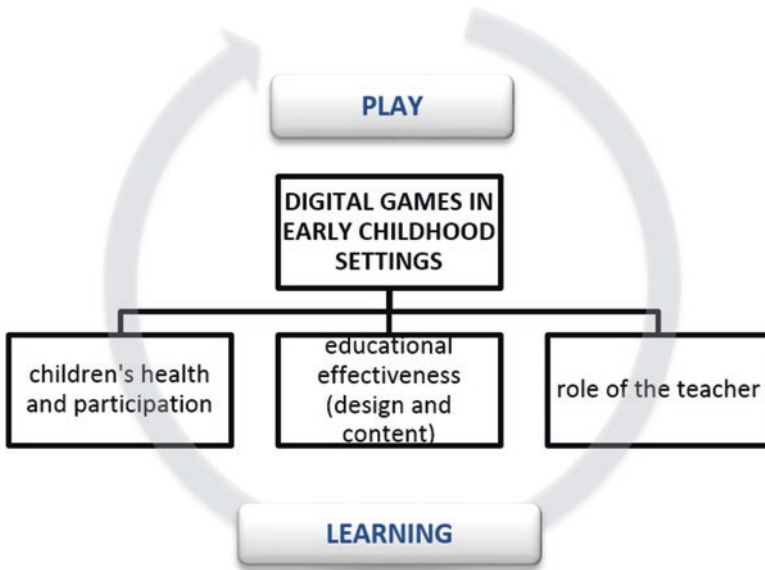 PLAY
DIGITAL GAMES IN
EARLY CHILDHOOD
SETTINGS
children's health
and participation
educational
effectiveness
(design and
content)
role of the teacher
LEARNING